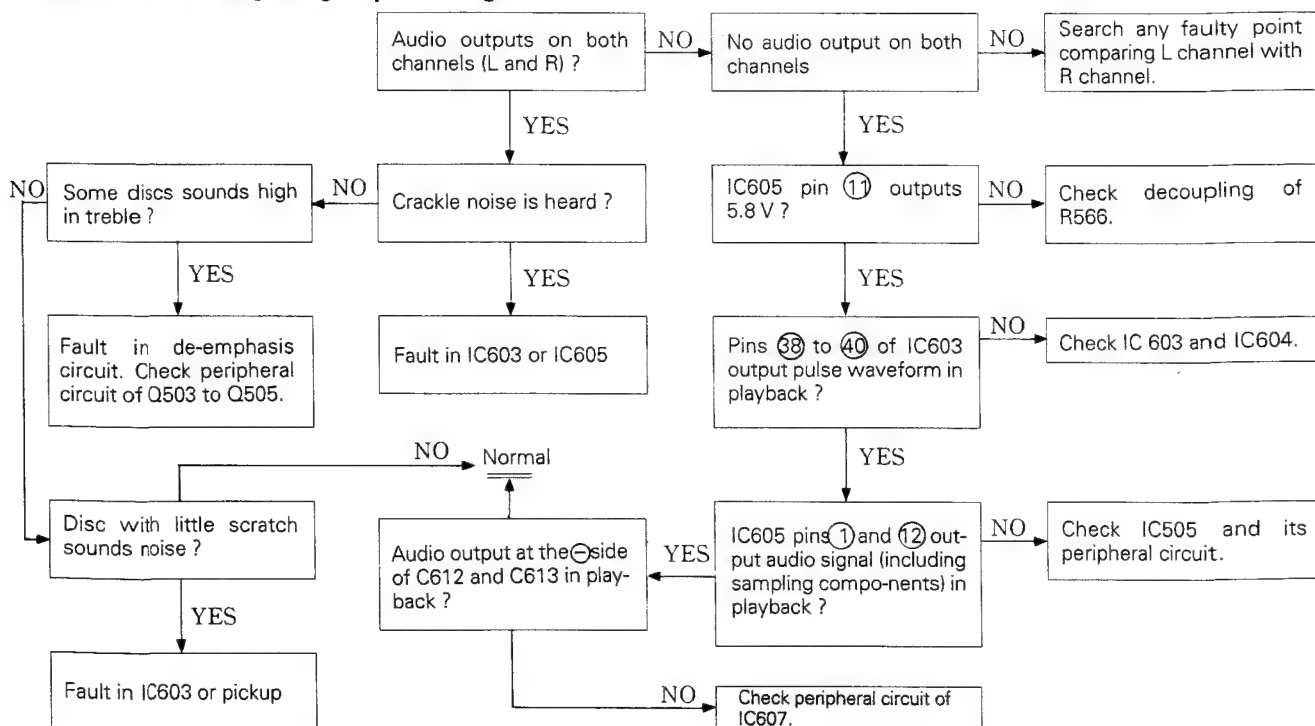 Audio outputs on both
channels (L and R) ?
NO
No audio output on both
channels
NO
Search any faulty point
comparing L channel with
R channel.
YES
YES
NO
Some discs sounds high
in treble ?
NO
Crackle noise is heard ?
IC605 pin ⑪ outputs
5.8 V ?
NO
Check decoupling of
R566.
YES
YES
YES
Fault in de-emphasis
circuit. Check peripheral
circuit of Q503 to Q505.
Fault in IC603 or IC605
Pins ㊳ to ㊵ of IC603
output pulse waveform in
playback ?
NO
Check IC 603 and IC604.
NO
Normal
YES
Disc with little scratch
sounds noise ?
Audio output at the ⊖side
of C612 and C613 in play-
back ?
YES
IC605 pins ① and ⑫ out-
put audio signal (including
sampling compo-nents) in
playback ?
NO
Check IC505 and its
peripheral circuit.
YES
Fault in IC603 or pickup
NO
Check peripheral circuit of
IC607.